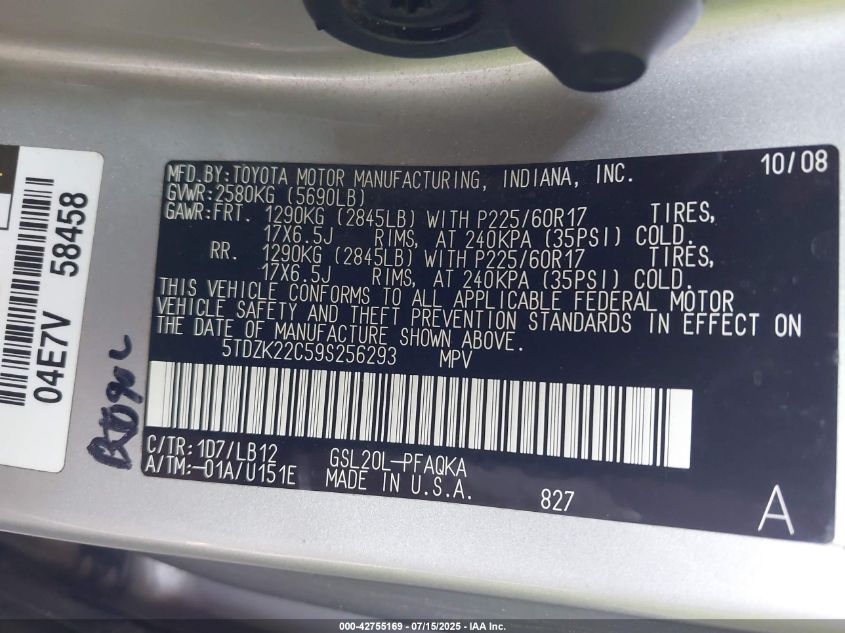 MFD.BY:TOYOTA MOTOR MANUFACTURING, INDIANA, INC. 10/08
GVWR:2580KG (5690LB)
GAWR:FRT. 1290KG (2845LB) WITH P225/60R17 TIRES,
17X6.5J RIMS, AT 240KPA (35PSI) COLD.
RR. 1290KG (2845LB) WITH P225/60R17 TIRES,
17X6.5J RIMS, AT 240KPA (35PSI) COLD.
THIS VEHICLE CONFORMS TO ALL APPLICABLE FEDERAL MOTOR
VEHICLE SAFETY AND THEFT PREVENTION STANDARDS IN EFFECT ON
THE DATE OF MANUFACTURE SHOWN ABOVE.
5TDZK22C59S256293 MPV
C/TR:1D7/LB12 GSL20L-PFAQKA
A/TM:-01A/U151E MADE IN U.S.A. 827
A
04E7V 58458
000-42755169 - 07/15/2025 - IAA Inc.